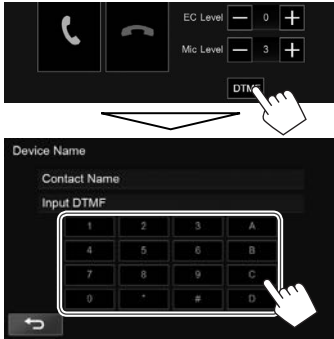 EC Level — 0 +
Mic Level — 3 +
DTMF
Device Name
Contact Name
Input DTMF
1 2 3 A
4 5 6 B
7 8 9 C
0 * # D